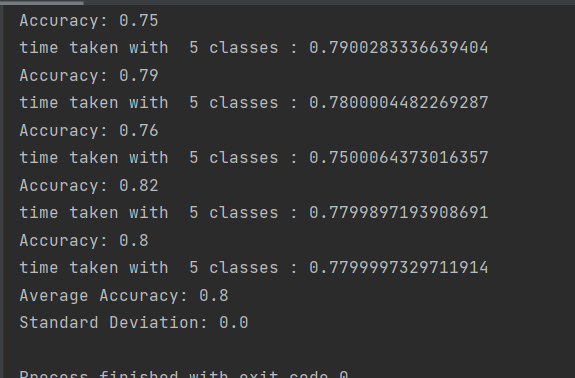 Accuracy: 0.75
time taken with  5 classes : 0.7900283336639404
Accuracy: 0.79
time taken with  5 classes : 0.7800004482269287
Accuracy: 0.76
time taken with  5 classes : 0.7500064373016357
Accuracy: 0.82
time taken with  5 classes : 0.7799897193908691
Accuracy: 0.8
time taken with  5 classes : 0.7799997329711914
Average Accuracy: 0.8
Standard Deviation: 0.0
Process finished with exit code 0